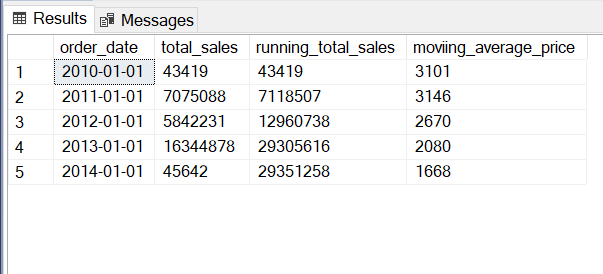 Results Messages
order_date total_sales running_total_sales moviing_average_price
1 2010-01-01 43419 43419 3101
2 2011-01-01 7075088 7118507 3146
3 2012-01-01 5842231 12960738 2670
4 2013-01-01 16344878 29305616 2080
5 2014-01-01 45642 29351258 1668